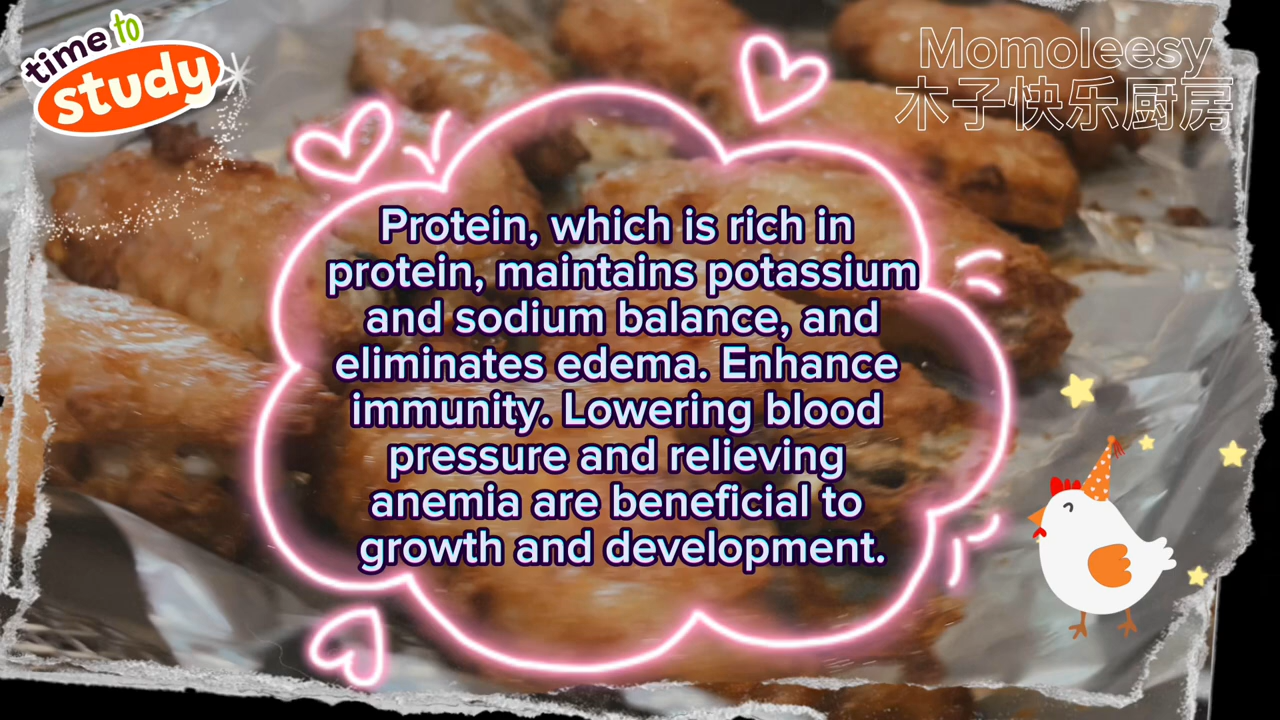 time to
study
Momoleesy
木子快乐厨房
Protein, which is rich in
protein, maintains potassium
and sodium balance, and
eliminates edema. Enhance
immunity. Lowering blood
pressure and relieving
anemia are beneficial to
growth and development.